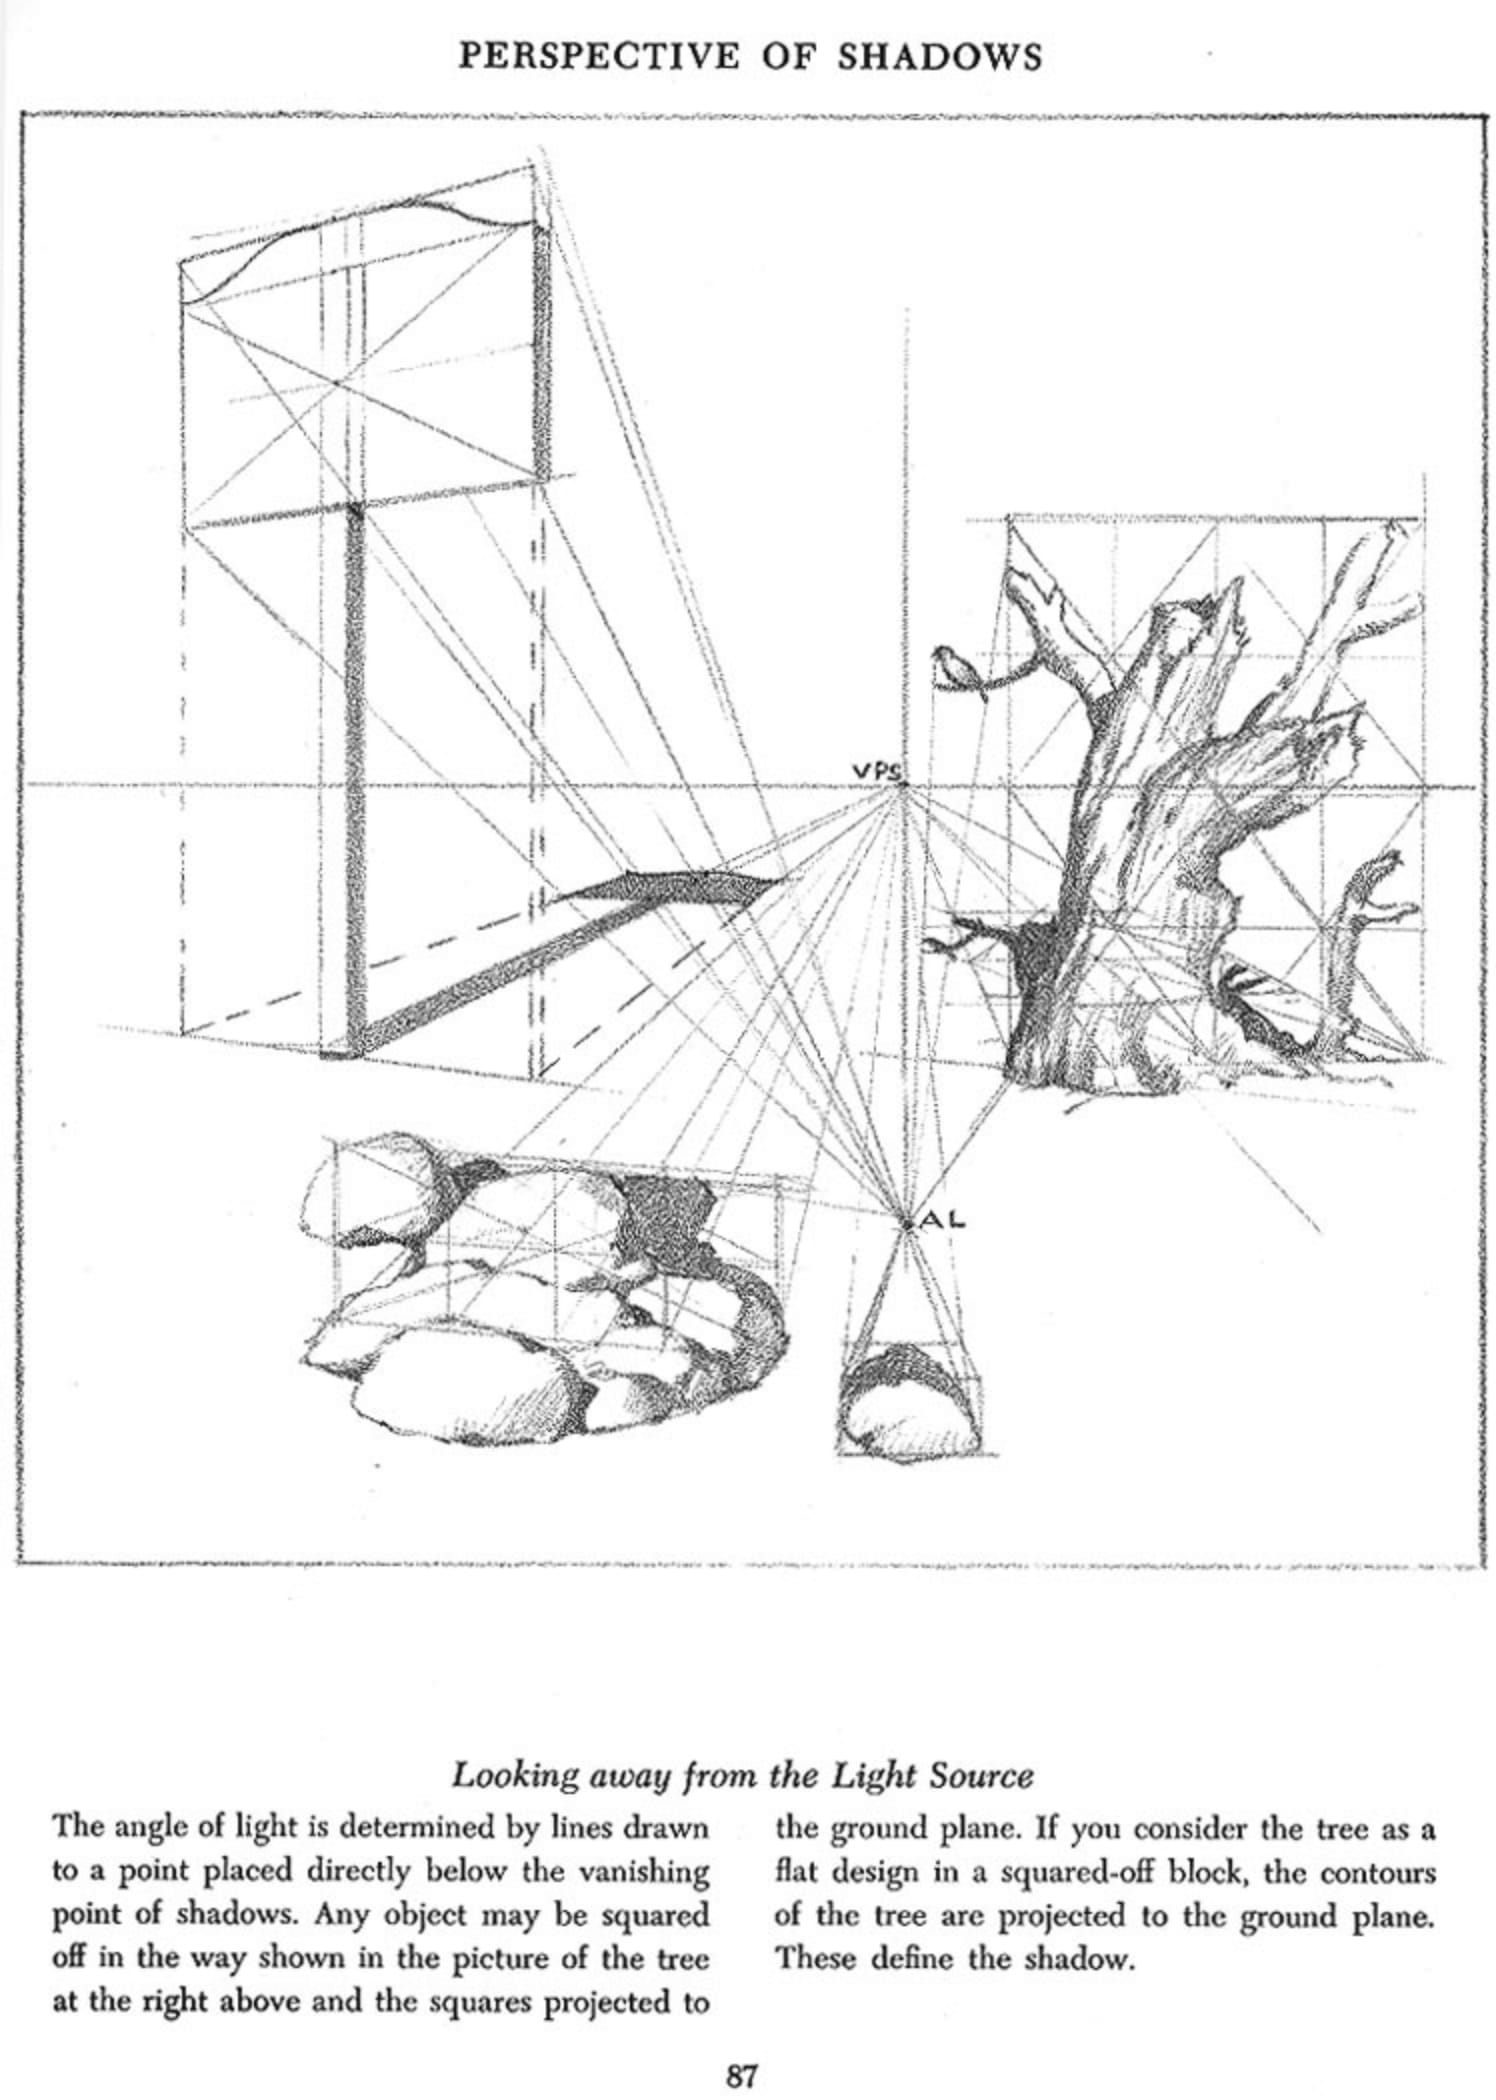 PERSPECTIVE OF SHADOWS
VPS
AL
Looking away from the Light Source
The angle of light is determined by lines drawn
to a point placed directly below the vanishing
point of shadows. Any object may be squared
off in the way shown in the picture of the tree
at the right above and the squares projected to
the ground plane. If you consider the tree as a
flat design in a squared-off block, the contours
of the tree are projected to the ground plane.
These define the shadow.
87